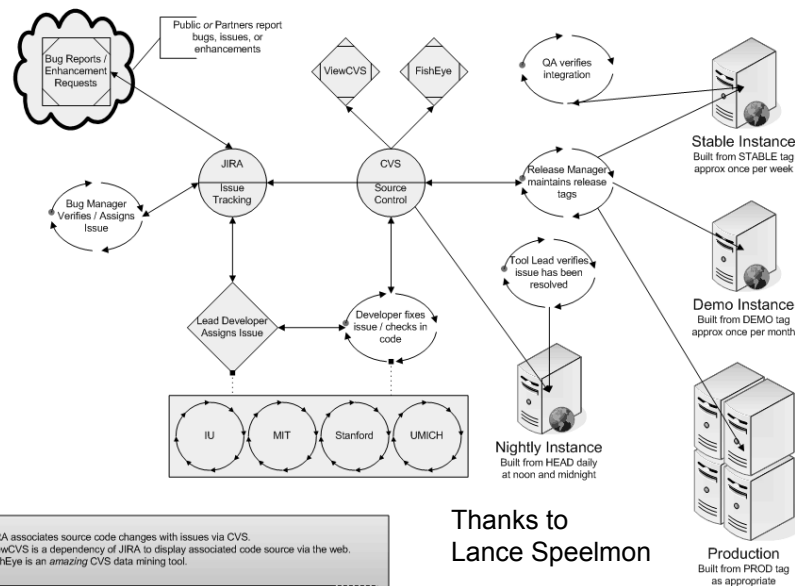 Public or Partners report
bugs, issues, or
enhancements
Bug Reports /
Enhancement
Requests
ViewCVS
FishEye
QA verifies
integration
Stable Instance
Built from STABLE tag
approx once per week
JIRA
Issue
Tracking
CVS
Source
Control
Release Manager
maintains release
tags
Bug Manager
Verifies / Assigns
Issue
Tool Lead verifies
issue has been
resolved
Demo Instance
Built from DEMO tag
approx once per month
Lead Developer
Assigns Issue
Developer fixes
issue / checks in
code
IU
MIT
Stanford
UMICH
Nightly Instance
Built from HEAD daily
at noon and midnight
Production
Built from PROD tag
as appropriate
RA associates source code changes with issues via CVS.
ewCVS is a dependency of JIRA to display associated code source via the web.
shEye is an amazing CVS data mining tool.
Thanks to
Lance Speelmon